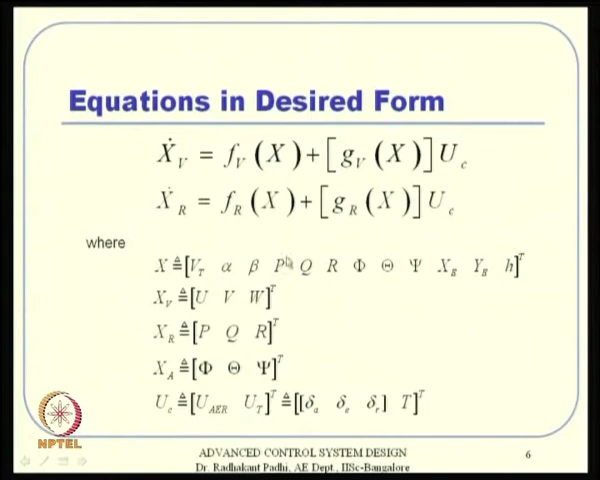 Equations in Desired Form
Ẋ_V = f_V (X) + [g_V (X)] U_c
Ẋ_R = f_R (X) + [g_R (X)] U_c
where
X ≜ [V_T α β P Q R Φ Θ Ψ X_E Y_E h]^T
X_V ≜ [U V W]^T
X_R ≜ [P Q R]^T
X_A ≜ [Φ Θ Ψ]^T
U_c ≜ [U_AER U_T]^T ≜ [[δ_a δ_e δ_r] T]^T
NPTEL
ADVANCED CONTROL SYSTEM DESIGN
Dr. Radhakant Padhi, AE Dept., IISc-Bangalore
6